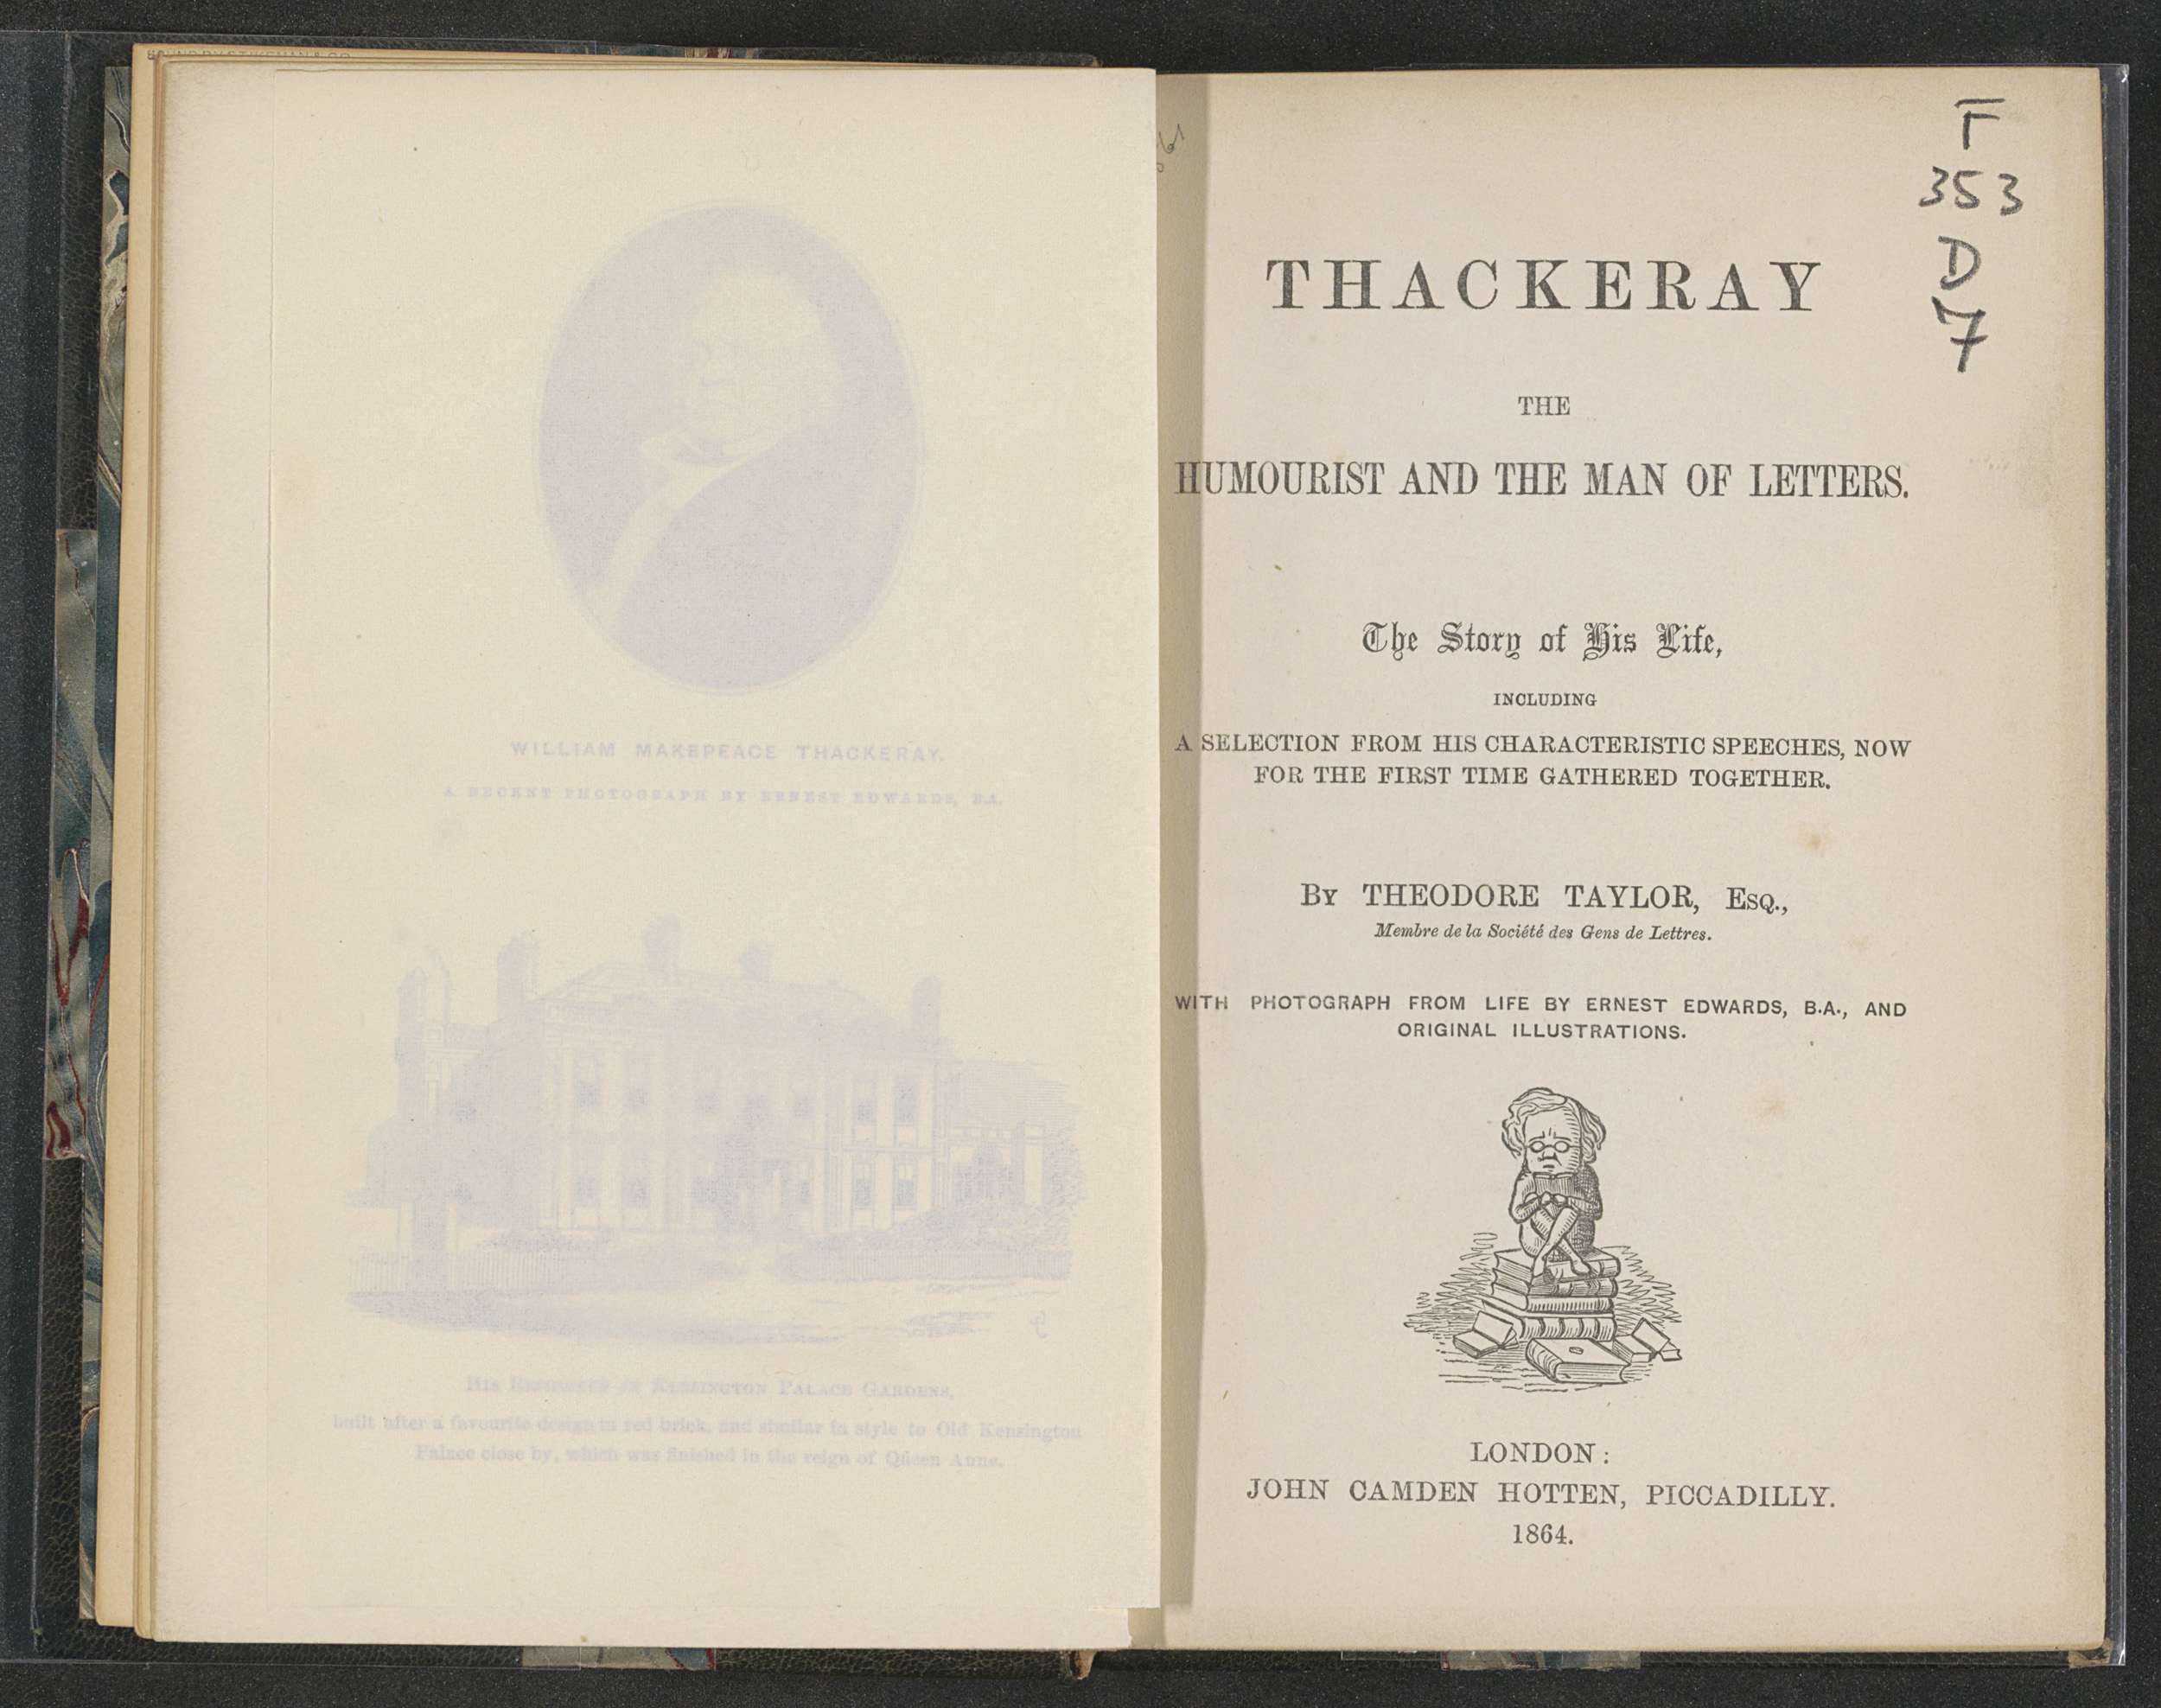 WILLIAM MAKEPEACE THACKERAY.
A RECENT PHOTOGRAPH BY ERNEST EDWARDS, B.A.
His Residence in Kensington Palace Gardens,
built after a favourite design in red brick, and similar in style to Old Kensington
Palace close by, which was finished in the reign of Queen Anne.
F
353
D
7
THACKERAY
THE
HUMOURIST AND THE MAN OF LETTERS.
The Story of His Life,
INCLUDING
A SELECTION FROM HIS CHARACTERISTIC SPEECHES, NOW
FOR THE FIRST TIME GATHERED TOGETHER.
By THEODORE TAYLOR, Esq.,
Membre de la Société des Gens de Lettres.
WITH PHOTOGRAPH FROM LIFE BY ERNEST EDWARDS, B.A., AND
ORIGINAL ILLUSTRATIONS.
LONDON:
JOHN CAMDEN HOTTEN, PICCADILLY.
1864.